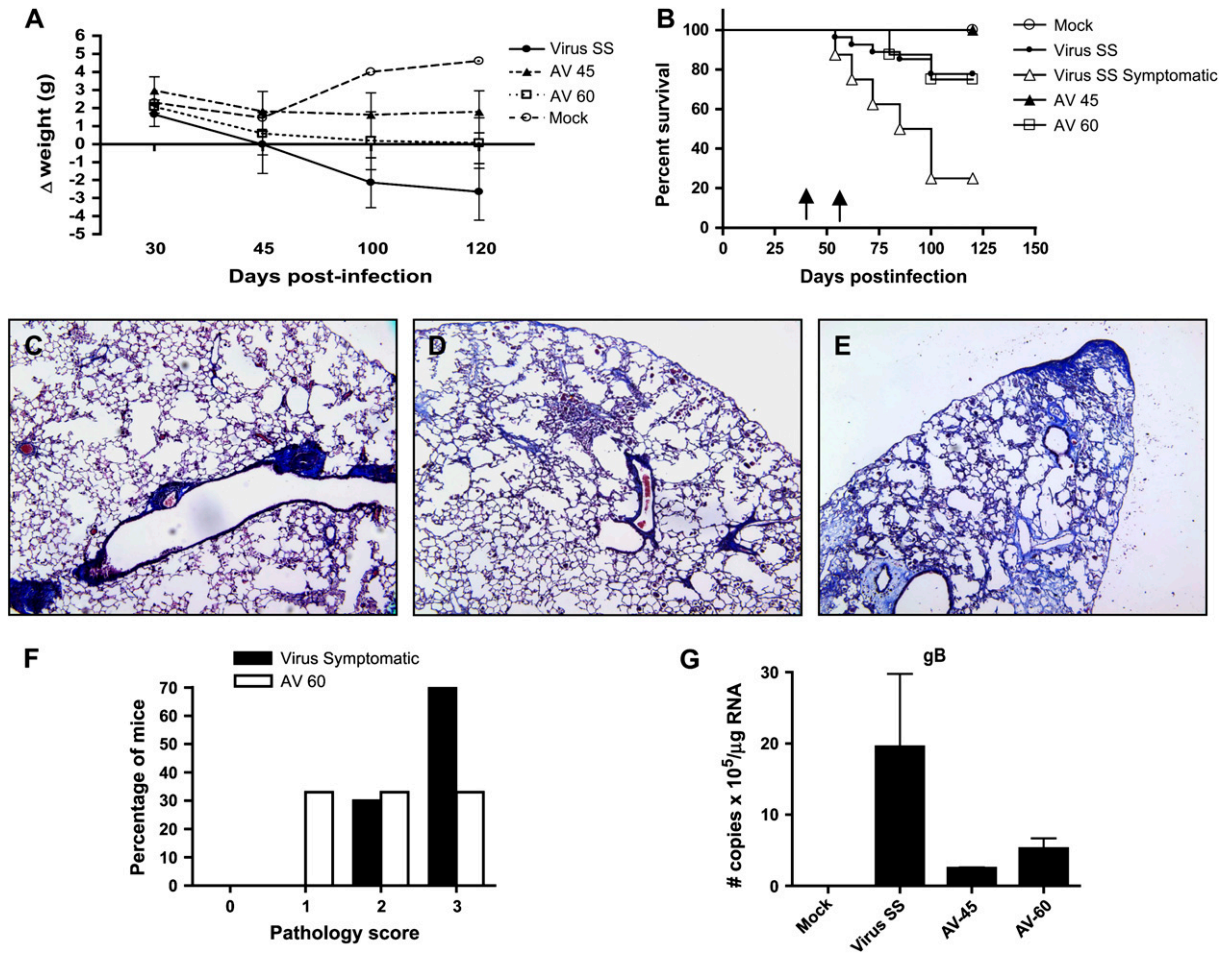 A
6
5
4
3
2
1
0
-1
-2
-3
-4
-5
Δ weight (g)
30
45
100
120
Days post-infection
Virus SS
AV 45
AV 60
Mock
B
100
80
60
40
20
0
Percent survival
0
25
50
75
100
125
150
Days postinfection
Mock
Virus SS
Virus SS Symptomatic
AV 45
AV 60
C
D
E
F
Virus Symptomatic
AV 60
70
60
50
40
30
20
10
0
Percentage of mice
0
1
2
3
Pathology score
G
gB
30
20
10
0
# copies x 10⁵/µg RNA
Mock
Virus SS
AV-45
AV-60